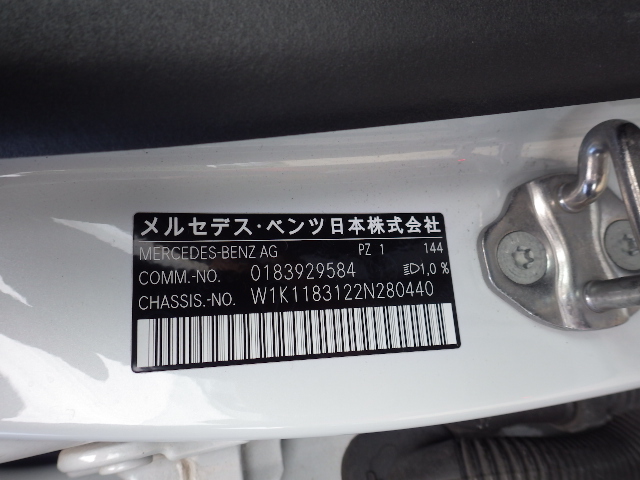 メルセデス・ベンツ日本株式会社
MERCEDES-BENZ AG PZ 1 144
COMM.-NO. 0183929584 1,0 %
CHASSIS.-NO. W1K1183122N280440